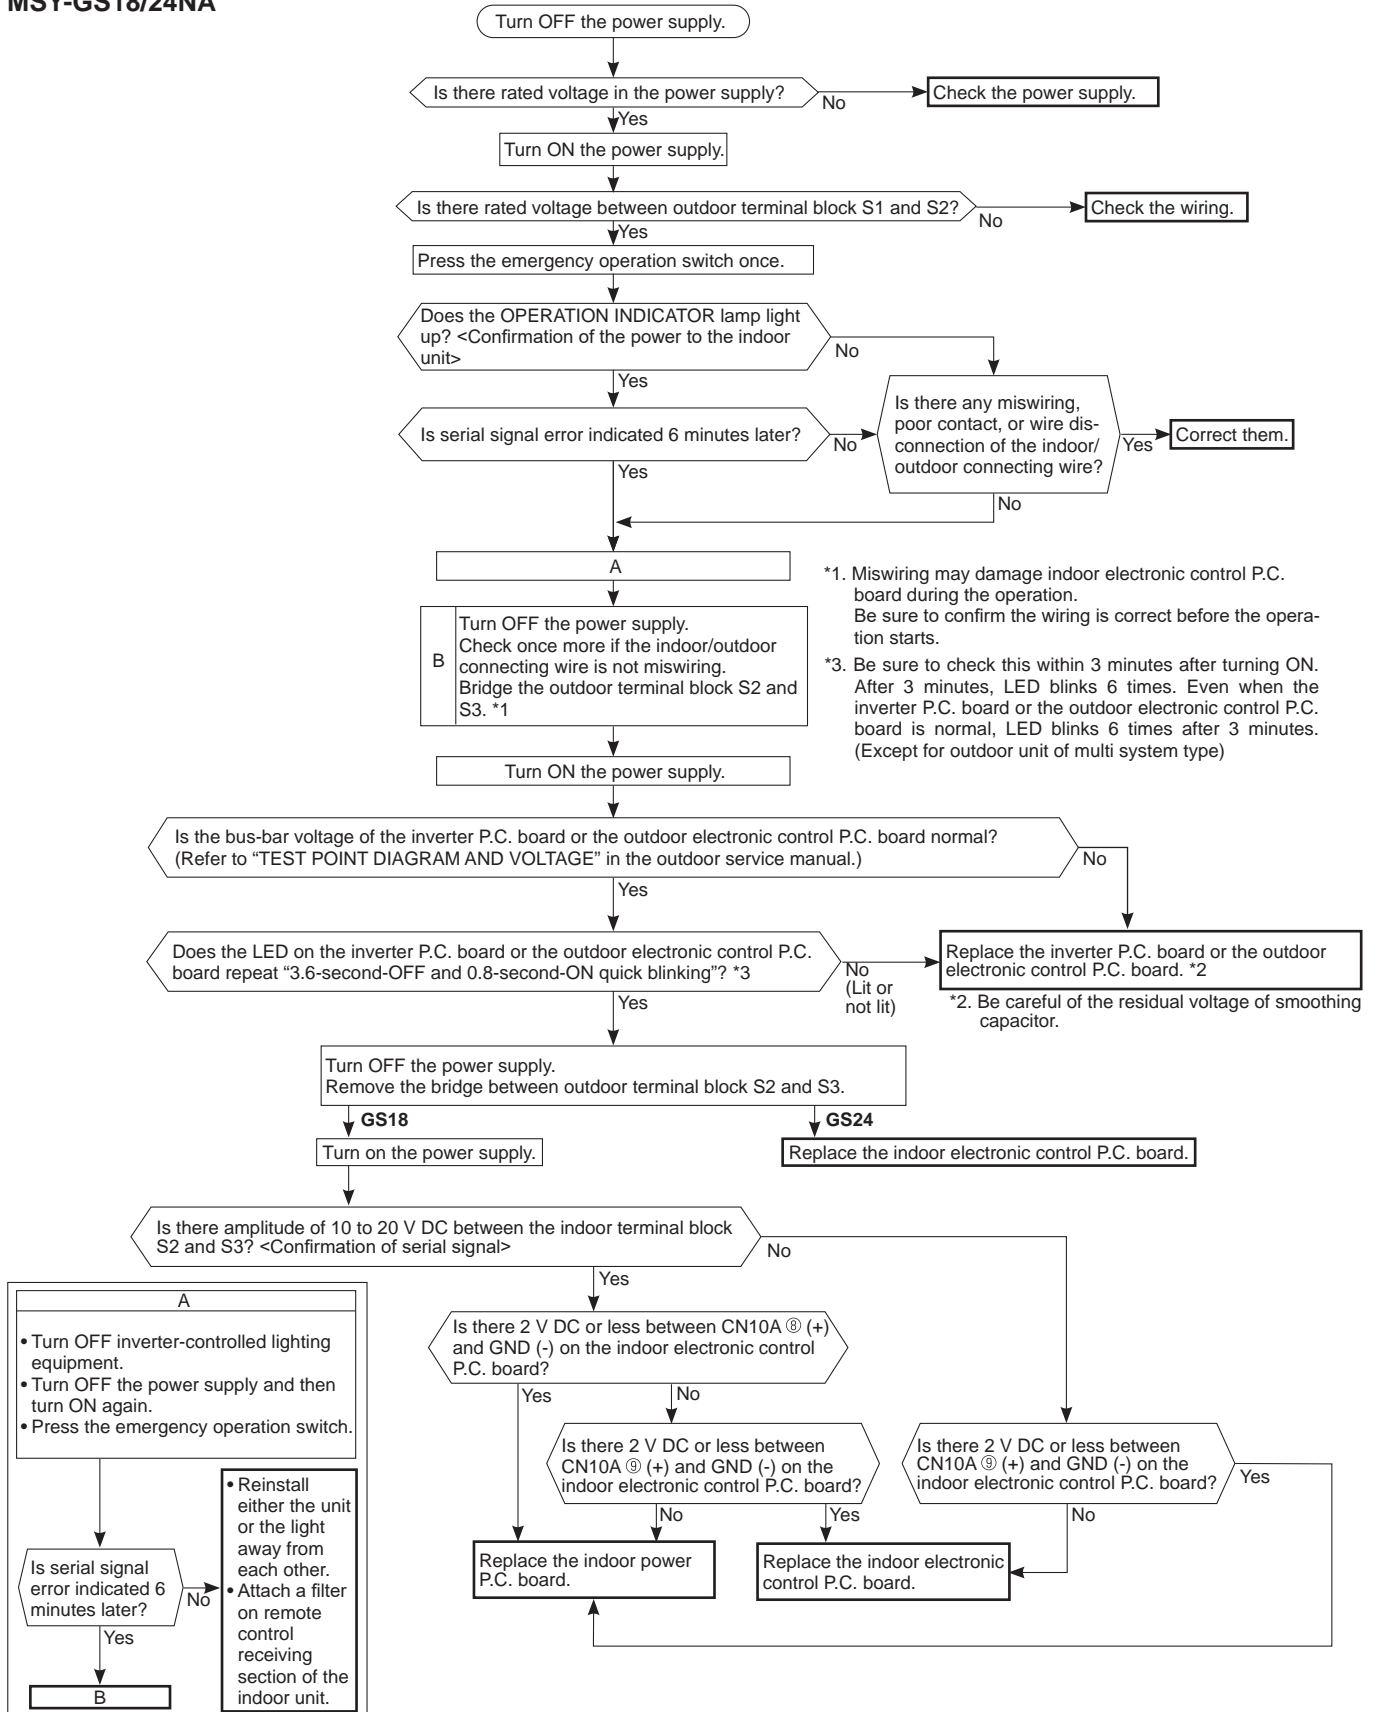 MSY-GS18/24NA
Turn OFF the power supply.
Is there rated voltage in the power supply?
No
Check the power supply.
Yes
Turn ON the power supply.
Is there rated voltage between outdoor terminal block S1 and S2?
No
Check the wiring.
Yes
Press the emergency operation switch once.
Does the OPERATION INDICATOR lamp light
up? <Confirmation of the power to the indoor
unit>
No
Yes
Is serial signal error indicated 6 minutes later?
No
Is there any miswiring,
poor contact, or wire dis-
connection of the indoor/
outdoor connecting wire?
Yes
Correct them.
Yes
No
A
B
Turn OFF the power supply.
Check once more if the indoor/outdoor
connecting wire is not miswiring.
Bridge the outdoor terminal block S2 and
S3. *1
*1. Miswiring may damage indoor electronic control P.C.
board during the operation.
Be sure to confirm the wiring is correct before the opera-
tion starts.
*3. Be sure to check this within 3 minutes after turning ON.
After 3 minutes, LED blinks 6 times. Even when the
inverter P.C. board or the outdoor electronic control P.C.
board is normal, LED blinks 6 times after 3 minutes.
(Except for outdoor unit of multi system type)
Turn ON the power supply.
Is the bus-bar voltage of the inverter P.C. board or the outdoor electronic control P.C. board normal?
(Refer to “TEST POINT DIAGRAM AND VOLTAGE” in the outdoor service manual.)
No
Yes
Does the LED on the inverter P.C. board or the outdoor electronic control P.C.
board repeat “3.6-second-OFF and 0.8-second-ON quick blinking”? *3
No
(Lit or
not lit)
Replace the inverter P.C. board or the outdoor
electronic control P.C. board. *2
*2. Be careful of the residual voltage of smoothing
capacitor.
Yes
Turn OFF the power supply.
Remove the bridge between outdoor terminal block S2 and S3.
GS18
GS24
Turn on the power supply.
Replace the indoor electronic control P.C. board.
Is there amplitude of 10 to 20 V DC between the indoor terminal block
S2 and S3? <Confirmation of serial signal>
No
Yes
Is there 2 V DC or less between CN10A ⑧ (+)
and GND (-) on the indoor electronic control
P.C. board?
Yes
No
Is there 2 V DC or less between
CN10A ⑨ (+) and GND (-) on the
indoor electronic control P.C. board?
No
Yes
Is there 2 V DC or less between
CN10A ⑨ (+) and GND (-) on the
indoor electronic control P.C. board?
Yes
No
Replace the indoor power
P.C. board.
Replace the indoor electronic
control P.C. board.
A
• Turn OFF inverter-controlled lighting
equipment.
• Turn OFF the power supply and then
turn ON again.
• Press the emergency operation switch.
Is serial signal
error indicated 6
minutes later?
No
Yes
B
• Reinstall
either the unit
or the light
away from
each other.
• Attach a filter
on remote
control
receiving
section of the
indoor unit.